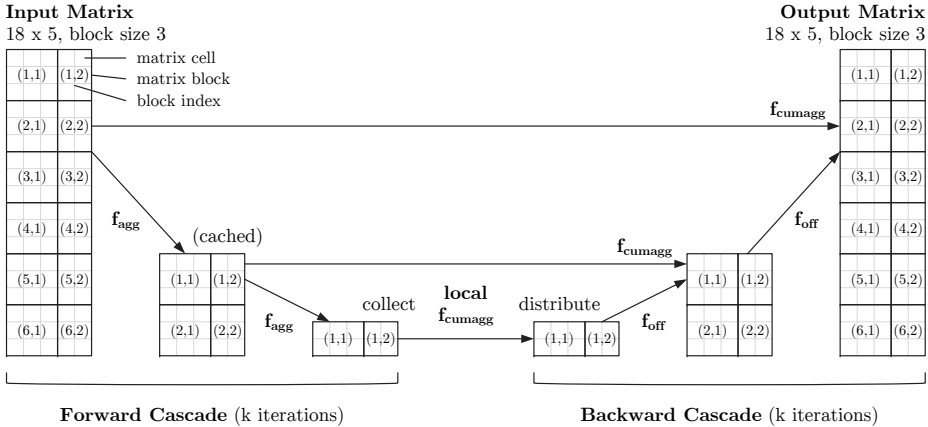 Input Matrix
18 x 5, block size 3
Output Matrix
18 x 5, block size 3
matrix cell
matrix block
block index
(1,1) (1,2)
(2,1) (2,2)
(3,1) (3,2)
(4,1) (4,2)
(5,1) (5,2)
(6,1) (6,2)
f_agg
(cached)
(1,1) (1,2)
(2,1) (2,2)
f_agg
collect
(1,1) (1,2)
local
f_cumagg
distribute
(1,1) (1,2)
f_off
f_cumagg
(1,1) (1,2)
(2,1) (2,2)
f_off
f_cumagg
(1,1) (1,2)
(2,1) (2,2)
(3,1) (3,2)
(4,1) (4,2)
(5,1) (5,2)
(6,1) (6,2)
Forward Cascade (k iterations)
Backward Cascade (k iterations)